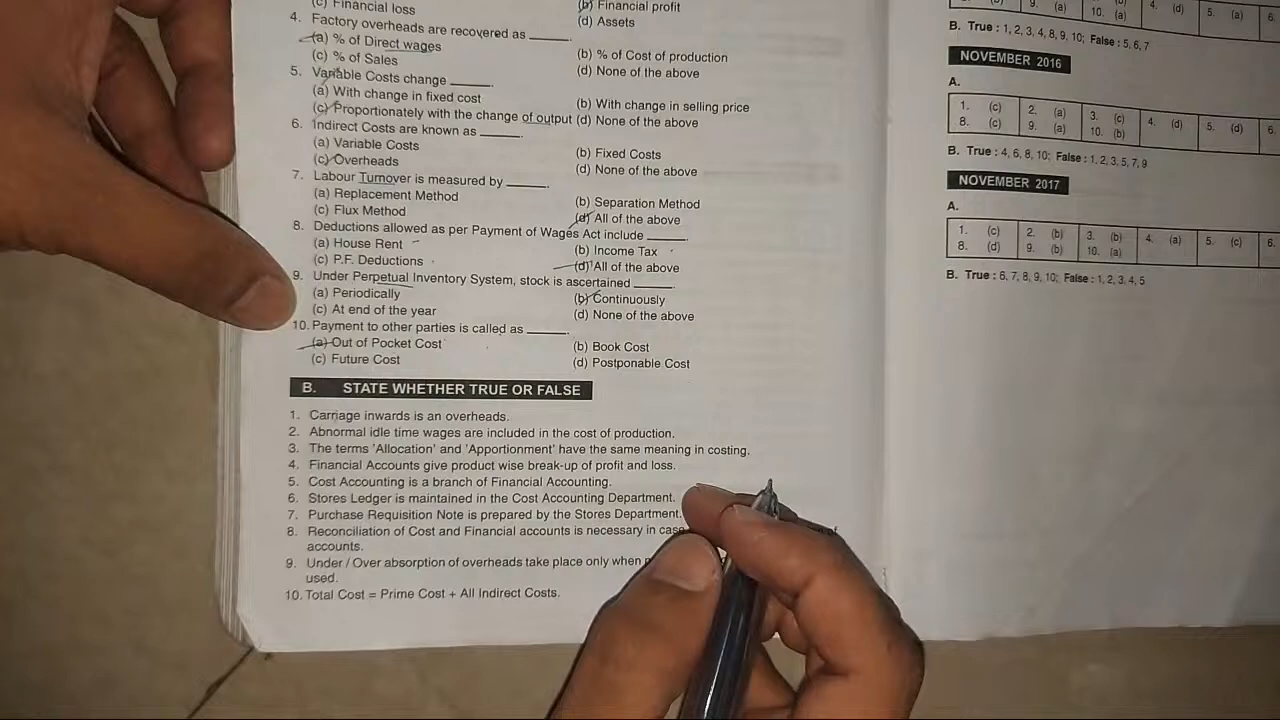 (c) Financial loss (b) Financial profit
4. Factory overheads are recovered as ______. (d) Assets
(a) % of Direct wages (b) % of Cost of production
(c) % of Sales (d) None of the above
5. Variable Costs change ______.
(a) With change in fixed cost (b) With change in selling price
(c) Proportionately with the change of output (d) None of the above
6. Indirect Costs are known as ______.
(a) Variable Costs (b) Fixed Costs
(c) Overheads (d) None of the above
7. Labour Turnover is measured by ______.
(a) Replacement Method (b) Separation Method
(c) Flux Method (d) All of the above
8. Deductions allowed as per Payment of Wages Act include ______.
(a) House Rent (b) Income Tax
(c) P.F. Deductions (d) All of the above
9. Under Perpetual Inventory System, stock is ascertained ______.
(a) Periodically (b) Continuously
(c) At end of the year (d) None of the above
10. Payment to other parties is called as ______.
(a) Out of Pocket Cost (b) Book Cost
(c) Future Cost (d) Postponable Cost
B. STATE WHETHER TRUE OR FALSE
1. Carriage inwards is an overheads.
2. Abnormal idle time wages are included in the cost of production.
3. The terms 'Allocation' and 'Apportionment' have the same meaning in costing.
4. Financial Accounts give product wise break-up of profit and loss.
5. Cost Accounting is a branch of Financial Accounting.
6. Stores Ledger is maintained in the Cost Accounting Department.
7. Purchase Requisition Note is prepared by the Stores Department.
8. Reconciliation of Cost and Financial accounts is necessary in case of
accounts.
9. Under / Over absorption of overheads take place only when
used.
10. Total Cost = Prime Cost + All Indirect Costs.
9. (a) 10. (a) 4. (d) 5. (a) 6.
B. True : 1, 2, 3, 4, 8, 9, 10; False : 5, 6, 7
NOVEMBER 2016
A.
1. (c) 2. (a) 3. (c) 4. (d) 5. (d) 6.
8. (c) 9. (a) 10. (b)
B. True : 4, 6, 8, 10; False : 1, 2, 3, 5, 7, 9
NOVEMBER 2017
A.
1. (c) 2. (b) 3. (b) 4. (a) 5. (c) 6.
8. (d) 9. (b) 10. (a)
B. True : 6, 7, 8, 9, 10; False : 1, 2, 3, 4, 5